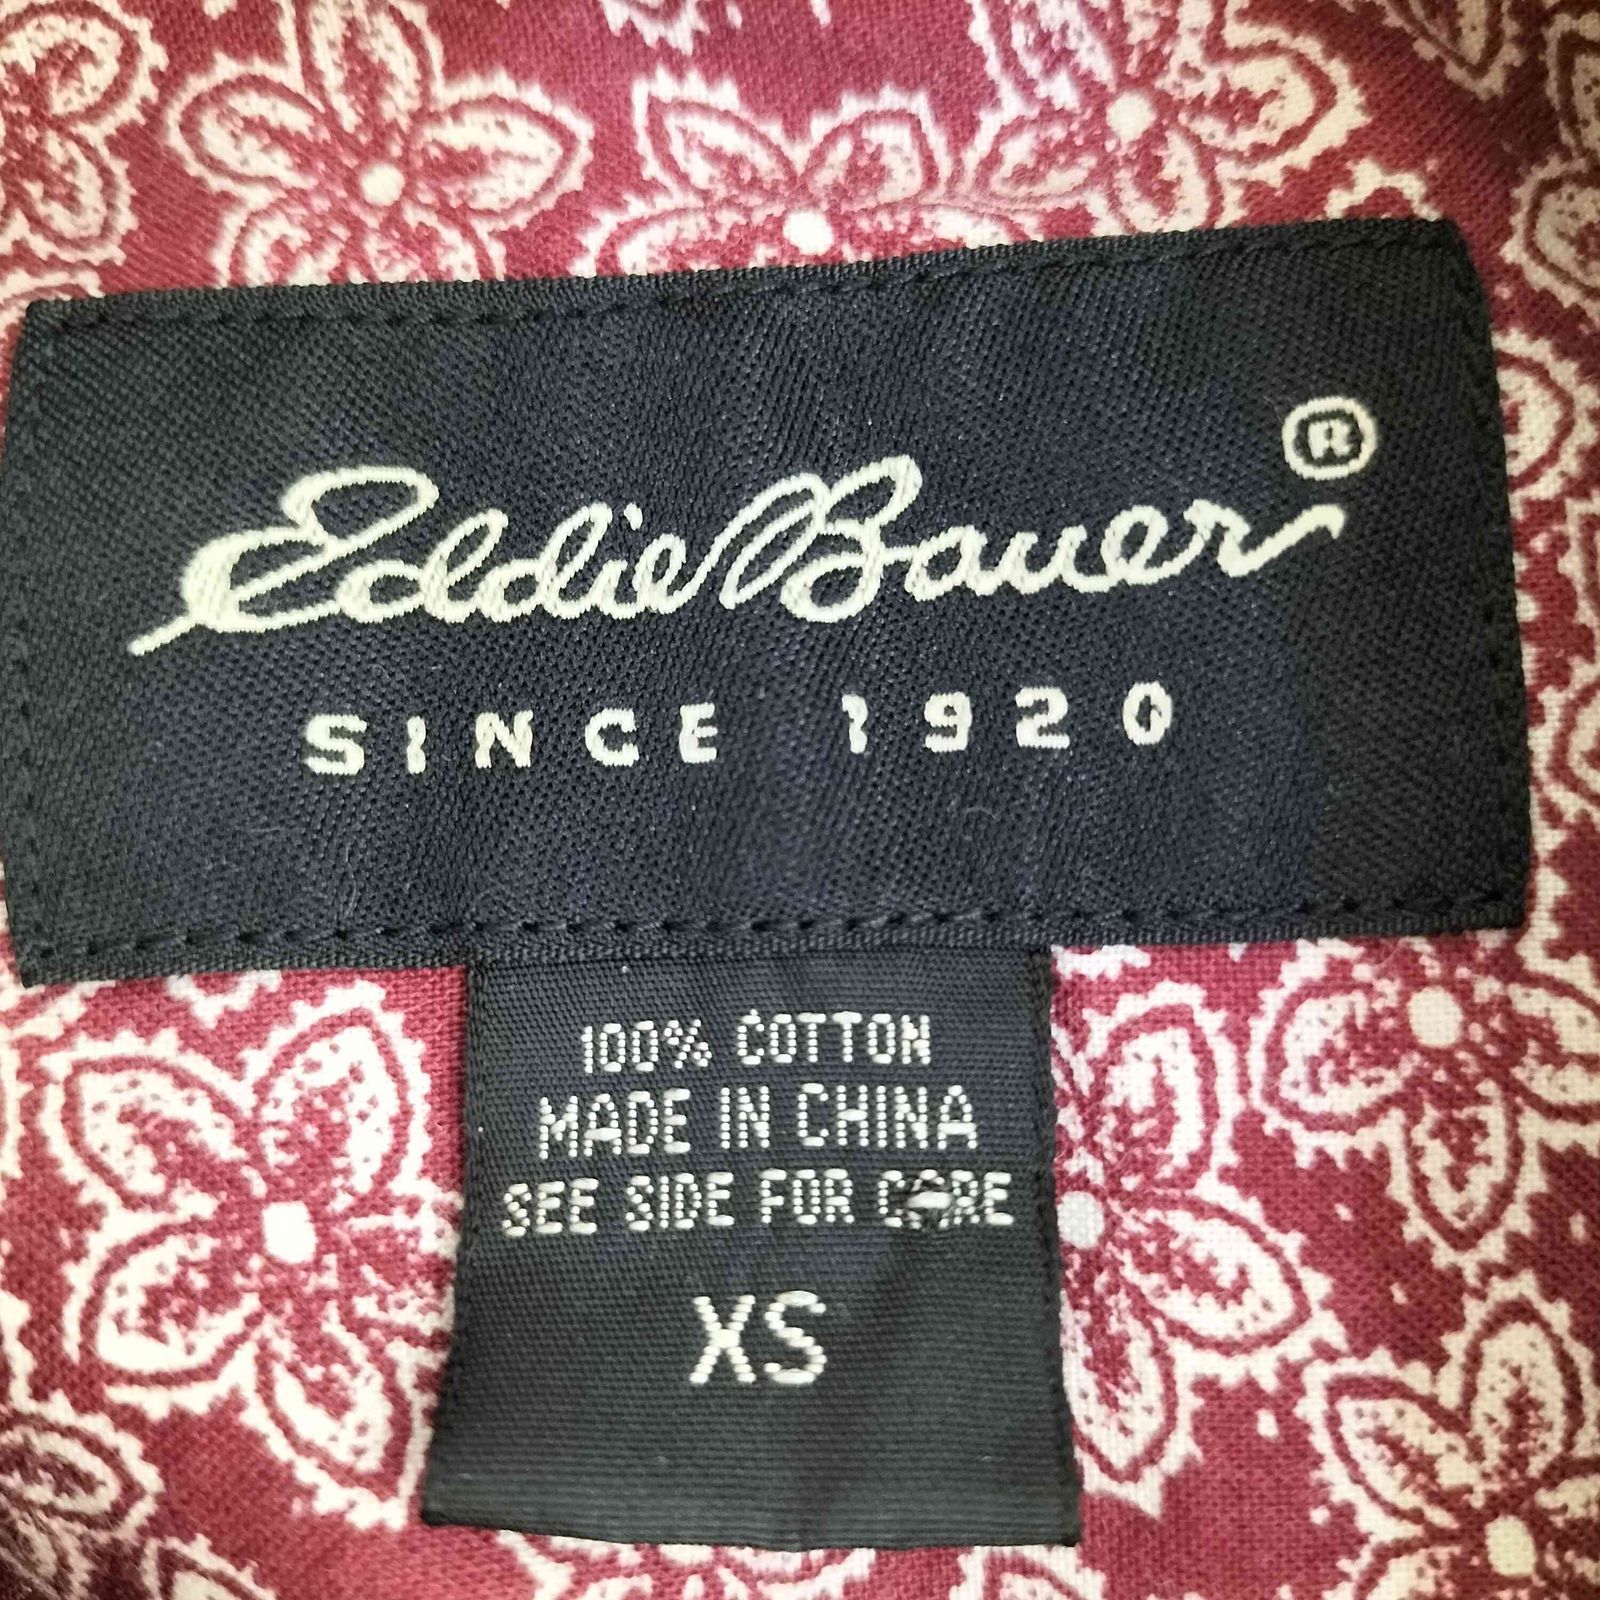 Eddie Bauer®
SINCE 1920
100% COTTON
MADE IN CHINA
SEE SIDE FOR CARE
XS